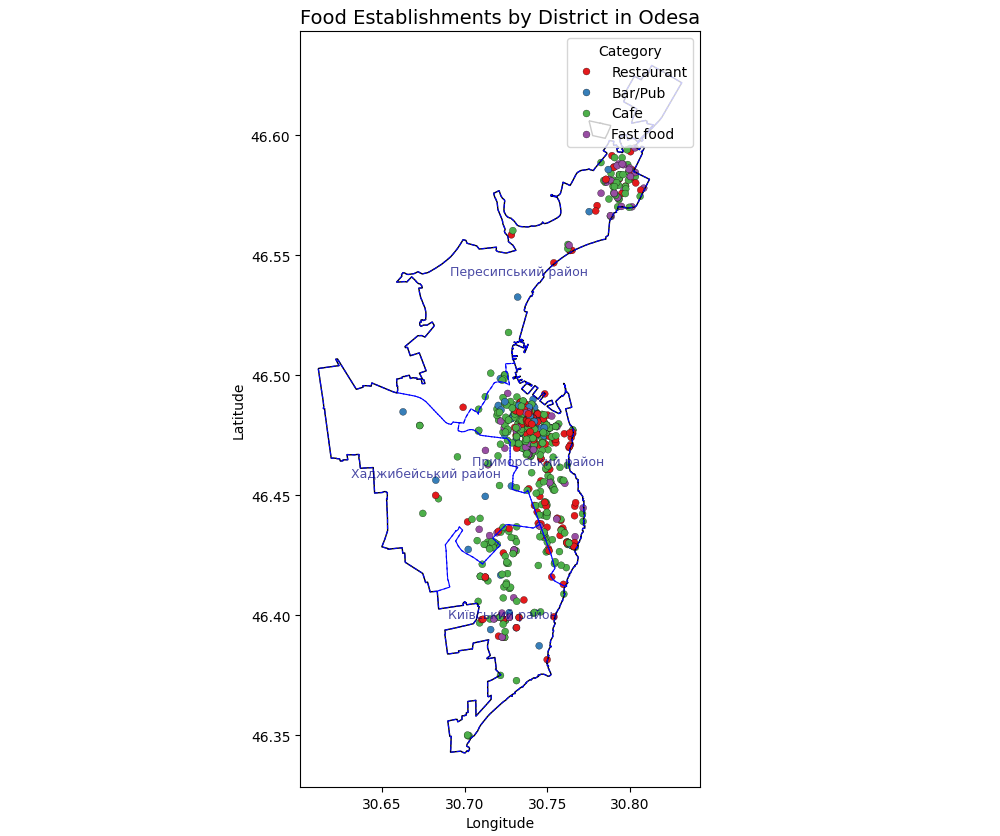 Food Establishments by District in Odesa
Category
Restaurant
Bar/Pub
Cafe
Fast food
46.60
46.55
46.50
46.45
46.40
46.35
Latitude
Пересипський район
Приморський район
Хаджибейський район
Київський район
30.65
30.70
30.75
30.80
Longitude